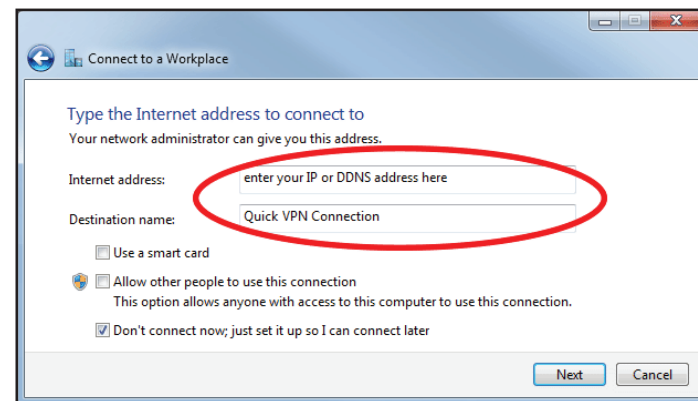 Connect to a Workplace
Type the Internet address to connect to
Your network administrator can give you this address.
Internet address:
enter your IP or DDNS address here
Destination name:
Quick VPN Connection
Use a smart card
Allow other people to use this connection
This option allows anyone with access to this computer to use this connection.
Don't connect now; just set it up so I can connect later
Next
Cancel